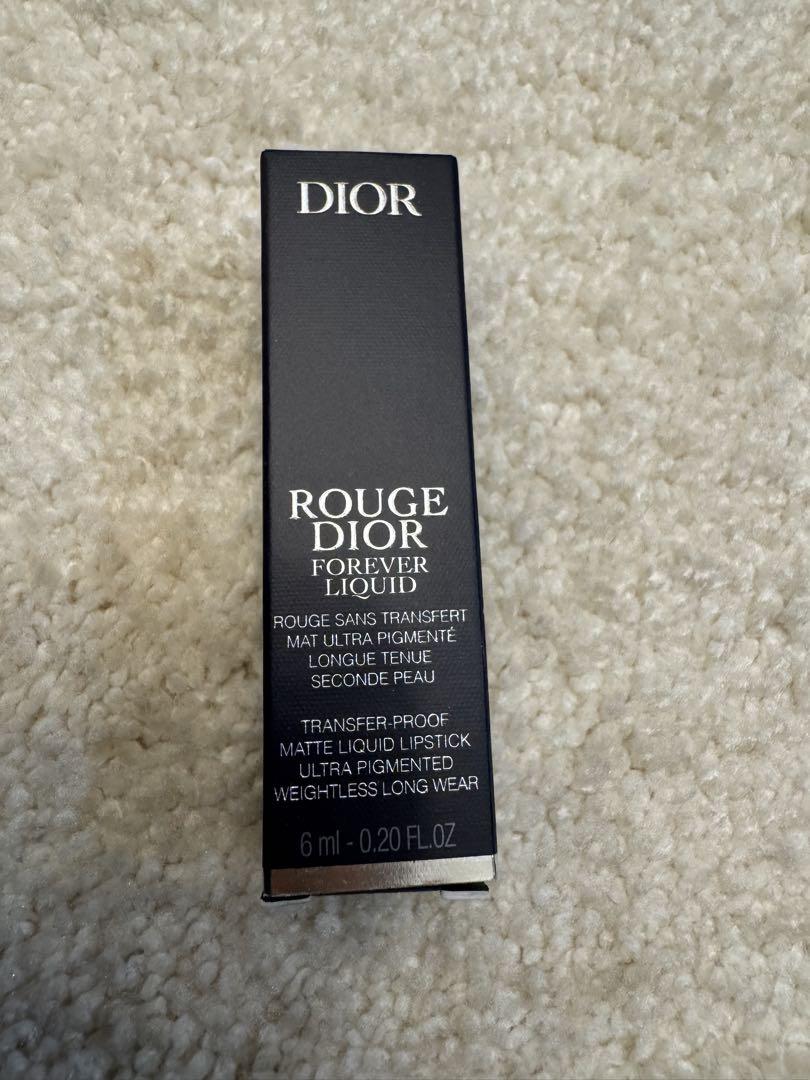 DIOR
ROUGE
DIOR
FOREVER
LIQUID
ROUGE SANS TRANSFERT
MAT ULTRA PIGMENTÉ
LONGUE TENUE
SECONDE PEAU
TRANSFER-PROOF
MATTE LIQUID LIPSTICK
ULTRA PIGMENTED
WEIGHTLESS LONG WEAR
6 ml - 0.20 FL.OZ